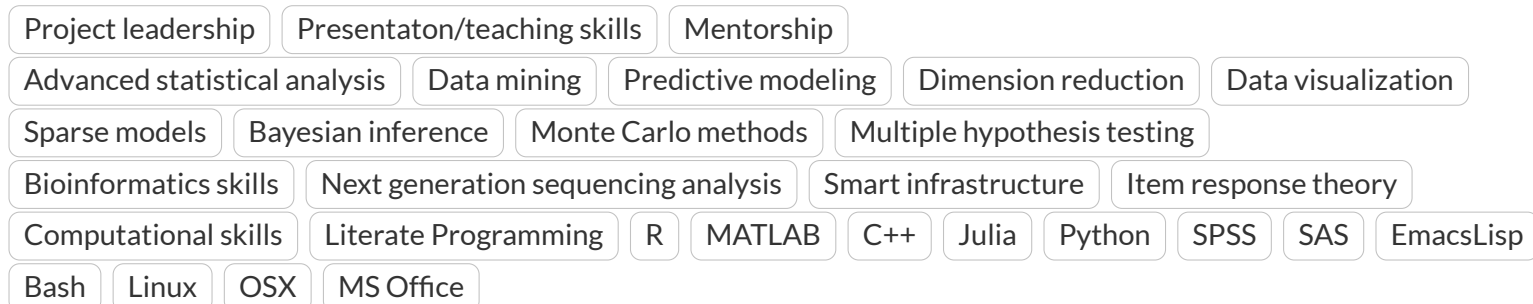 Project leadership Presentaton/teaching skills Mentorship
Advanced statistical analysis Data mining Predictive modeling Dimension reduction Data visualization
Sparse models Bayesian inference Monte Carlo methods Multiple hypothesis testing
Bioinformatics skills Next generation sequencing analysis Smart infrastructure Item response theory
Computational skills Literate Programming R MATLAB C++ Julia Python SPSS SAS EmacsLisp
Bash Linux OSX MS Office